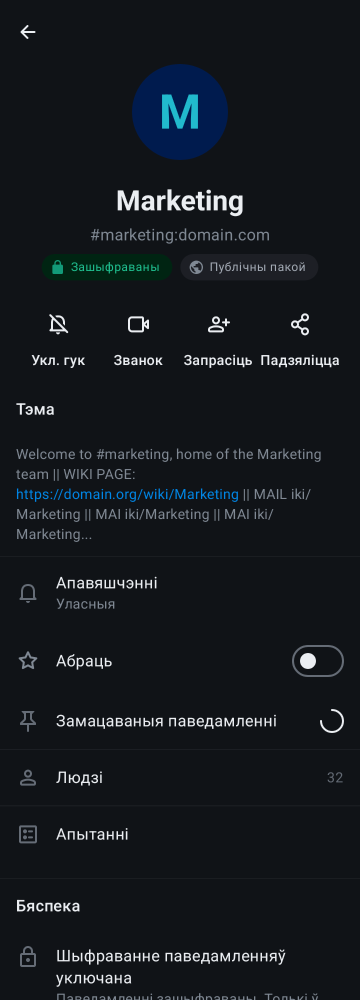 M
Marketing
#marketing:domain.com
Зашыфраваны
Публічны пакой
Укл. гук
Званок
Запрасіць
Падзяліцца
Тэма
Welcome to #marketing, home of the Marketing
team || WIKI PAGE:
https://domain.org/wiki/Marketing || MAIL iki/
Marketing || MAI iki/Marketing || MAI iki/
Marketing...
Апавяшчэнні
Уласныя
Абраць
Замацаваныя паведамленні
Людзі
32
Апытанні
Бяспека
Шыфраванне паведамленняў
уключана
Паведамленні зашыфраваны. Толькі ў